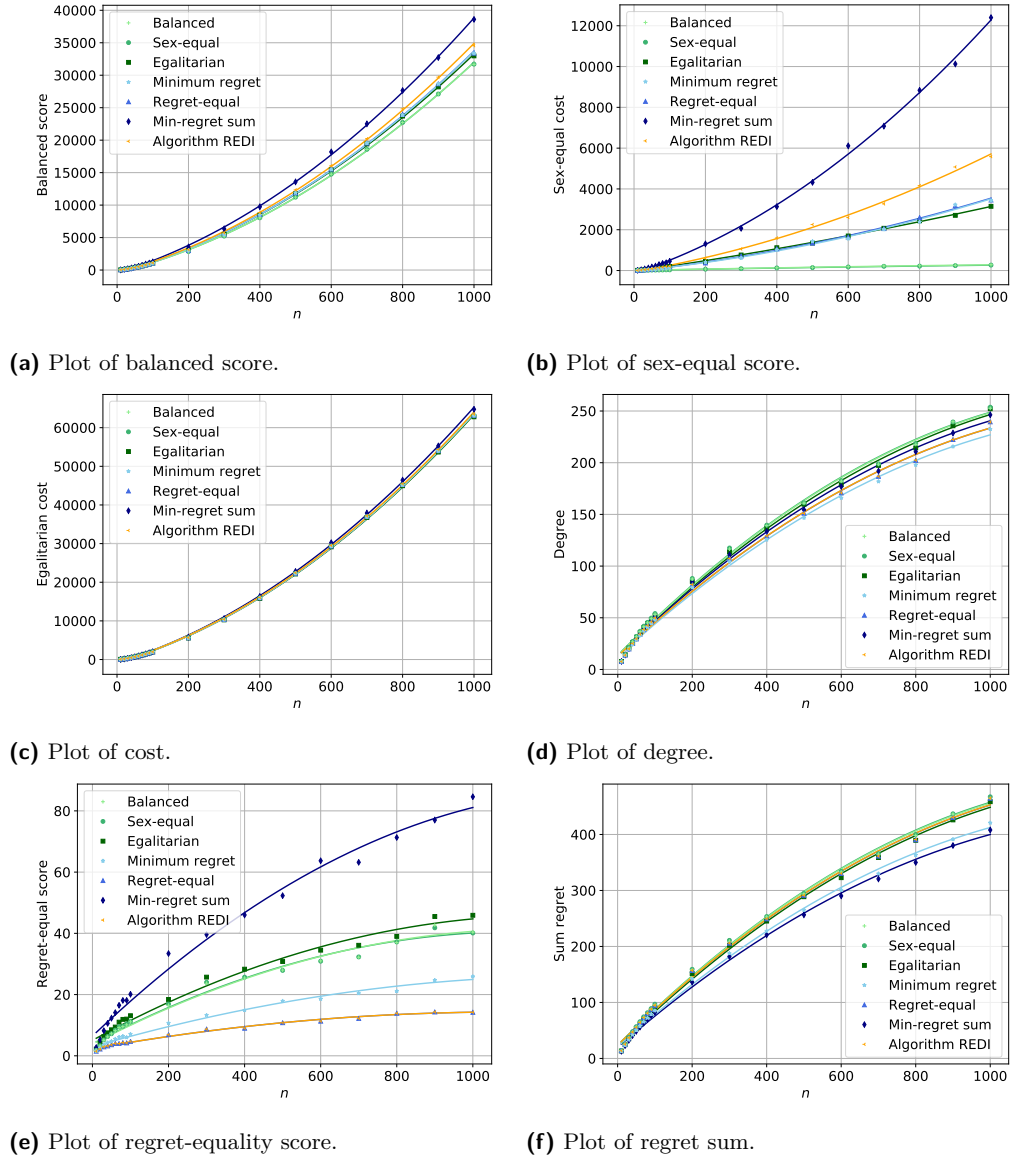 Balanced
Sex-equal
Egalitarian
Minimum regret
Regret-equal
Min-regret sum
Algorithm REDI
40000
35000
30000
25000
20000
15000
10000
5000
0
Balanced score
0 200 400 600 800 1000
n
(a) Plot of balanced score.
Balanced
Sex-equal
Egalitarian
Minimum regret
Regret-equal
Min-regret sum
Algorithm REDI
12000
10000
8000
6000
4000
2000
0
Sex-equal cost
0 200 400 600 800 1000
n
(b) Plot of sex-equal score.
Balanced
Sex-equal
Egalitarian
Minimum regret
Regret-equal
Min-regret sum
Algorithm REDI
60000
50000
40000
30000
20000
10000
0
Egalitarian cost
0 200 400 600 800 1000
n
(c) Plot of cost.
250
200
150
100
50
0
Degree
Balanced
Sex-equal
Egalitarian
Minimum regret
Regret-equal
Min-regret sum
Algorithm REDI
0 200 400 600 800 1000
n
(d) Plot of degree.
Balanced
Sex-equal
Egalitarian
Minimum regret
Regret-equal
Min-regret sum
Algorithm REDI
80
60
40
20
0
Regret-equal score
0 200 400 600 800 1000
n
(e) Plot of regret-equality score.
400
300
200
100
0
Sum regret
Balanced
Sex-equal
Egalitarian
Minimum regret
Regret-equal
Min-regret sum
Algorithm REDI
0 200 400 600 800 1000
n
(f) Plot of regret sum.